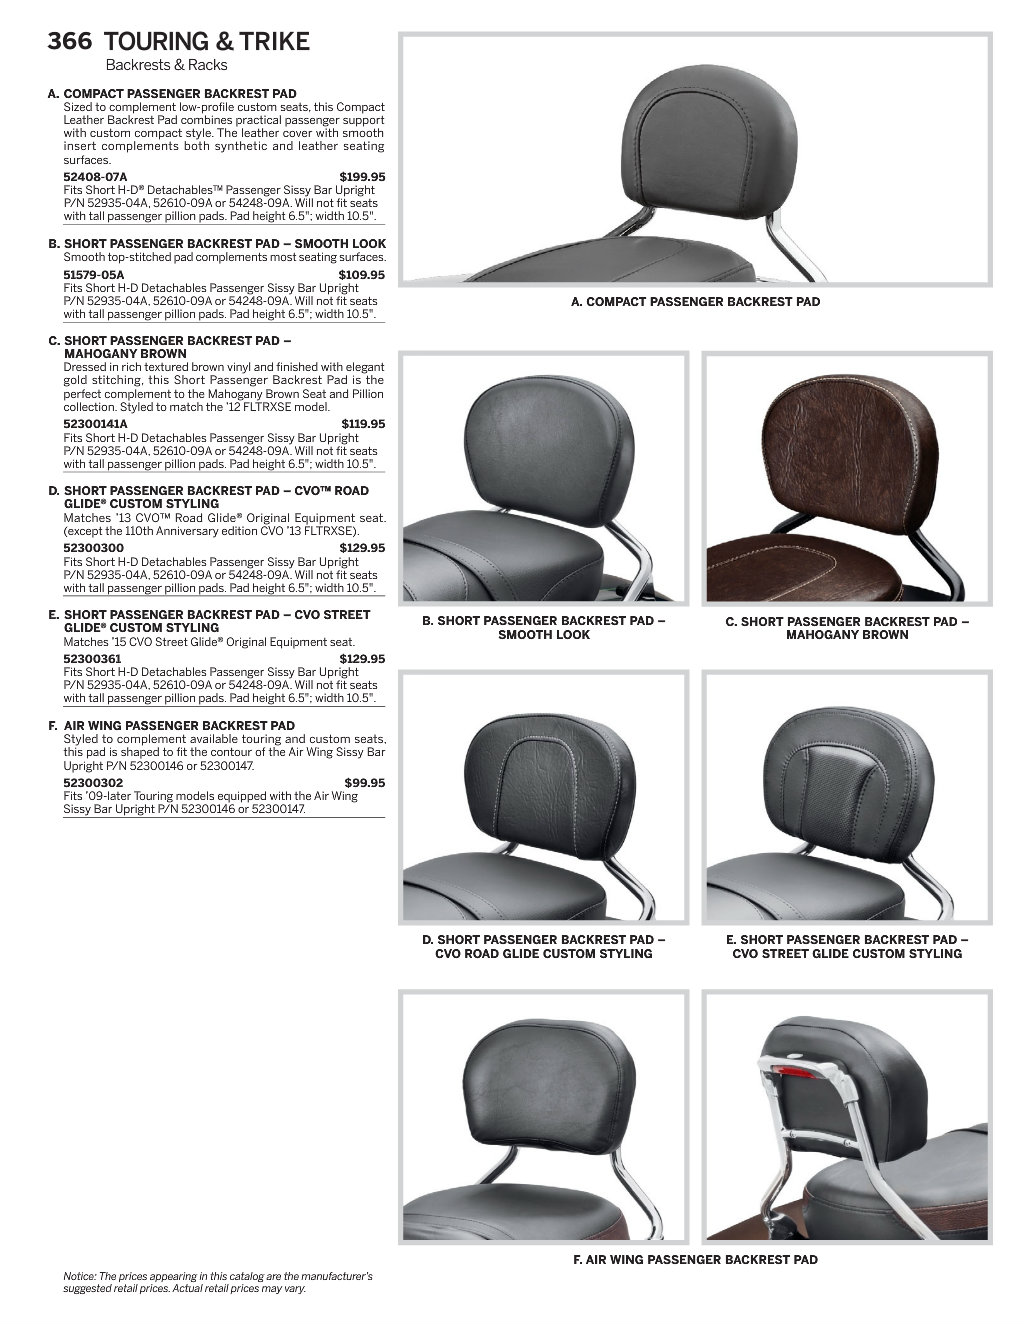 366 TOURING & TRIKE
Backrests & Racks
A. COMPACT PASSENGER BACKREST PAD
Sized to complement low-profile custom seats, this Compact
Leather Backrest Pad combines practical passenger support
with custom compact style. The leather cover with smooth
insert complements both synthetic and leather seating
surfaces.
52408-07A $199.95
Fits Short H-D® Detachables™ Passenger Sissy Bar Upright
P/N 52935-04A, 52610-09A or 54248-09A. Will not fit seats
with tall passenger pillion pads. Pad height 6.5"; width 10.5".
B. SHORT PASSENGER BACKREST PAD – SMOOTH LOOK
Smooth top-stitched pad complements most seating surfaces.
51579-05A $109.95
Fits Short H-D Detachables Passenger Sissy Bar Upright
P/N 52935-04A, 52610-09A or 54248-09A. Will not fit seats
with tall passenger pillion pads. Pad height 6.5"; width 10.5".
C. SHORT PASSENGER BACKREST PAD –
MAHOGANY BROWN
Dressed in rich textured brown vinyl and finished with elegant
gold stitching, this Short Passenger Backrest Pad is the
perfect complement to the Mahogany Brown Seat and Pillion
collection. Styled to match the ’12 FLTRXSE model.
52300141A $119.95
Fits Short H-D Detachables Passenger Sissy Bar Upright
P/N 52935-04A, 52610-09A or 54248-09A. Will not fit seats
with tall passenger pillion pads. Pad height 6.5"; width 10.5".
D. SHORT PASSENGER BACKREST PAD – CVO™ ROAD
GLIDE® CUSTOM STYLING
Matches ’13 CVO™ Road Glide® Original Equipment seat.
(except the 110th Anniversary edition CVO ’13 FLTRXSE).
52300300 $129.95
Fits Short H-D Detachables Passenger Sissy Bar Upright
P/N 52935-04A, 52610-09A or 54248-09A. Will not fit seats
with tall passenger pillion pads. Pad height 6.5"; width 10.5".
E. SHORT PASSENGER BACKREST PAD – CVO STREET
GLIDE® CUSTOM STYLING
Matches ’15 CVO Street Glide® Original Equipment seat.
52300361 $129.95
Fits Short H-D Detachables Passenger Sissy Bar Upright
P/N 52935-04A, 52610-09A or 54248-09A. Will not fit seats
with tall passenger pillion pads. Pad height 6.5"; width 10.5".
F. AIR WING PASSENGER BACKREST PAD
Styled to complement available touring and custom seats,
this pad is shaped to fit the contour of the Air Wing Sissy Bar
Upright P/N 52300146 or 52300147.
52300302 $99.95
Fits ’09-later Touring models equipped with the Air Wing
Sissy Bar Upright P/N 52300146 or 52300147.
A. COMPACT PASSENGER BACKREST PAD
B. SHORT PASSENGER BACKREST PAD –
SMOOTH LOOK
C. SHORT PASSENGER BACKREST PAD –
MAHOGANY BROWN
D. SHORT PASSENGER BACKREST PAD –
CVO ROAD GLIDE CUSTOM STYLING
E. SHORT PASSENGER BACKREST PAD –
CVO STREET GLIDE CUSTOM STYLING
F. AIR WING PASSENGER BACKREST PAD
Notice: The prices appearing in this catalog are the manufacturer's
suggested retail prices. Actual retail prices may vary.